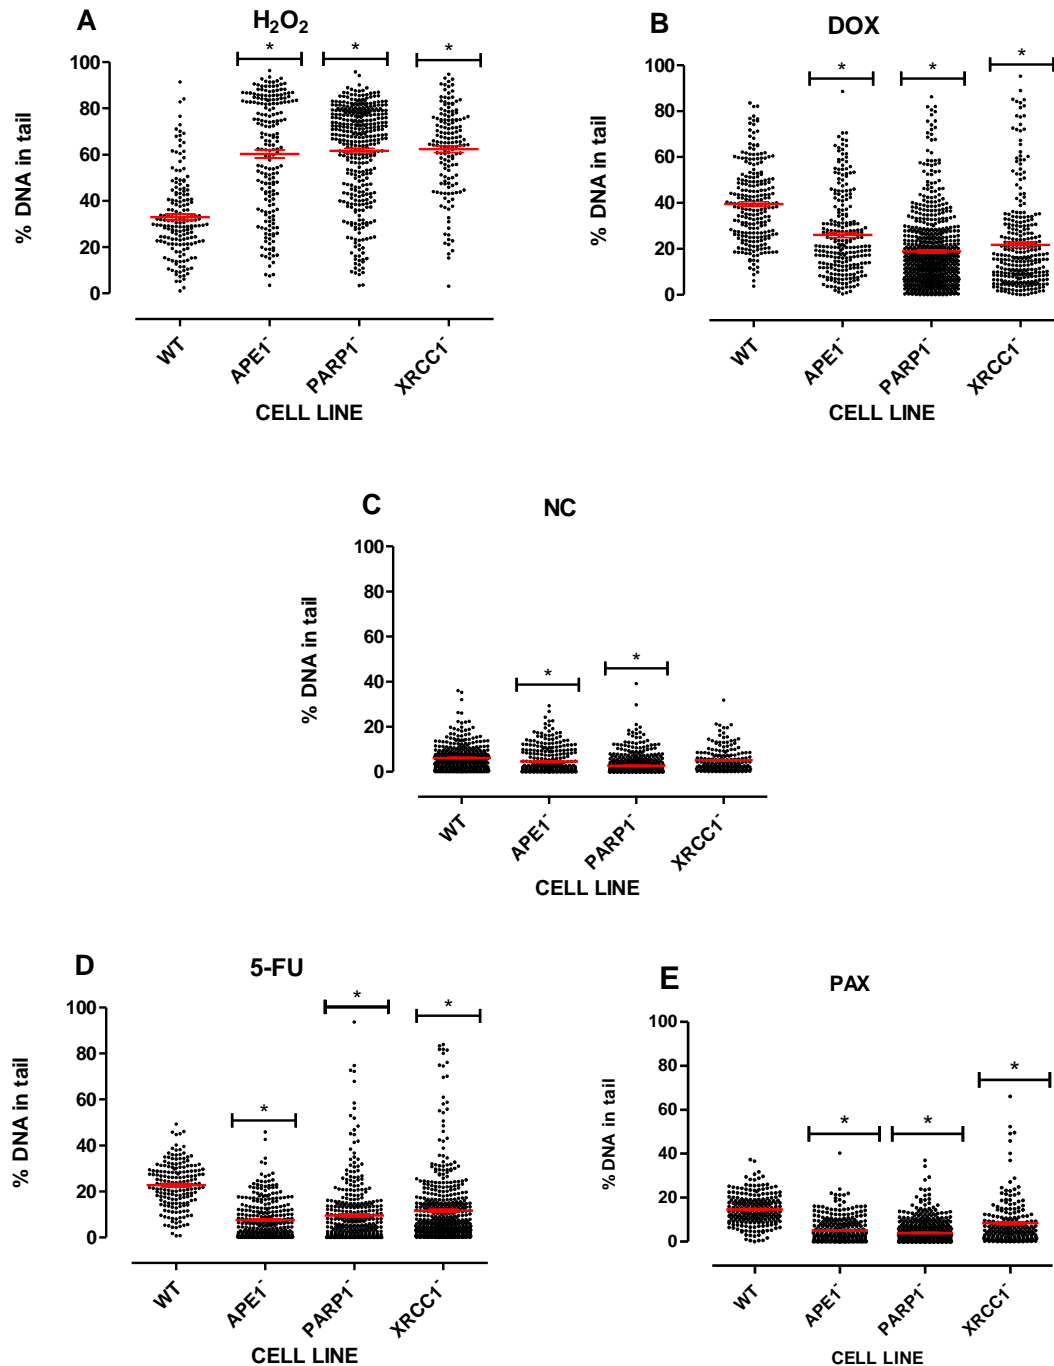 A
H₂O₂
% DNA in tail
100
80
60
40
20
0
* * *
WT
APE1⁻
PARP1⁻
XRCC1⁻
CELL LINE
B
DOX
% DNA in tail
100
80
60
40
20
0
* * *
WT
APE1⁻
PARP1⁻
XRCC1⁻
CELL LINE
C
NC
% DNA in tail
100
80
60
40
20
0
* *
WT
APE1⁻
PARP1⁻
XRCC1⁻
CELL LINE
D
5-FU
% DNA in tail
100
80
60
40
20
0
* * *
WT
APE1⁻
PARP1⁻
XRCC1⁻
CELL LINE
E
PAX
% DNA in tail
100
80
60
40
20
0
* * *
WT
APE1⁻
PARP1⁻
XRCC1⁻
CELL LINE